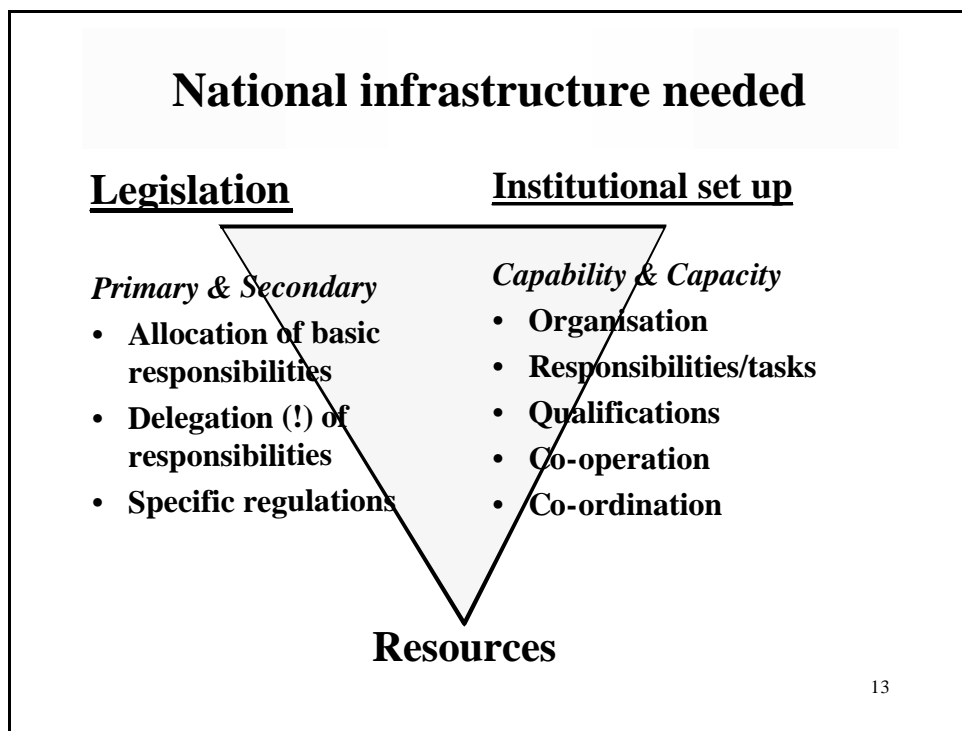 National infrastructure needed
Legislation
Primary & Secondary
• Allocation of basic
responsibilities
• Delegation (!) of
responsibilities
• Specific regulations
Institutional set up
Capability & Capacity
• Organisation
• Responsibilities/tasks
• Qualifications
• Co-operation
• Co-ordination
Resources
13